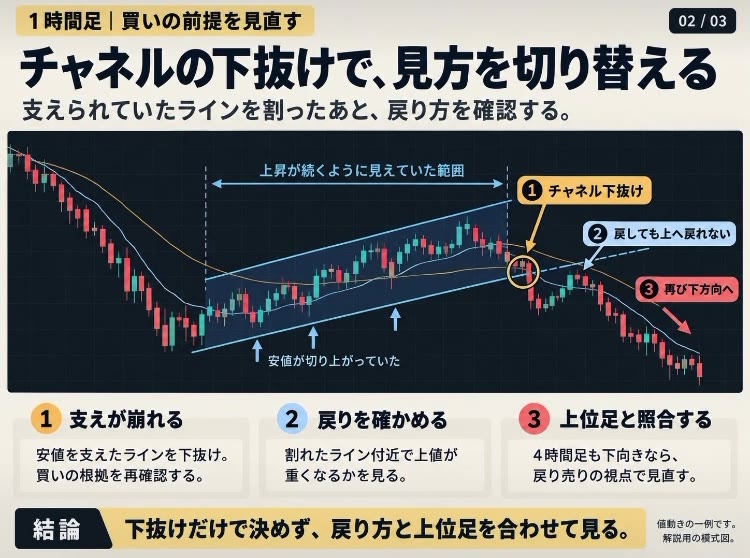 1時間足｜買いの前提を見直す
02 / 03
チャネルの下抜けで、見方を切り替える
支えられていたラインを割ったあと、戻り方を確認する。
上昇が続くように見えていた範囲
1 チャネル下抜け
2 戻しても上へ戻れない
3 再び下方向へ
安値が切り上がっていた
1 支えが崩れる
安値を支えたラインを下抜け。
買いの根拠を再確認する。
2 戻りを確かめる
割れたライン付近で上値が
重くなるかを見る。
3 上位足と照合する
4時間足も下向きなら、
戻り売りの視点で見直す。
結論
下抜けだけで決めず、戻り方と上位足を合わせて見る。
値動きの一例です。
解説用の模式図。